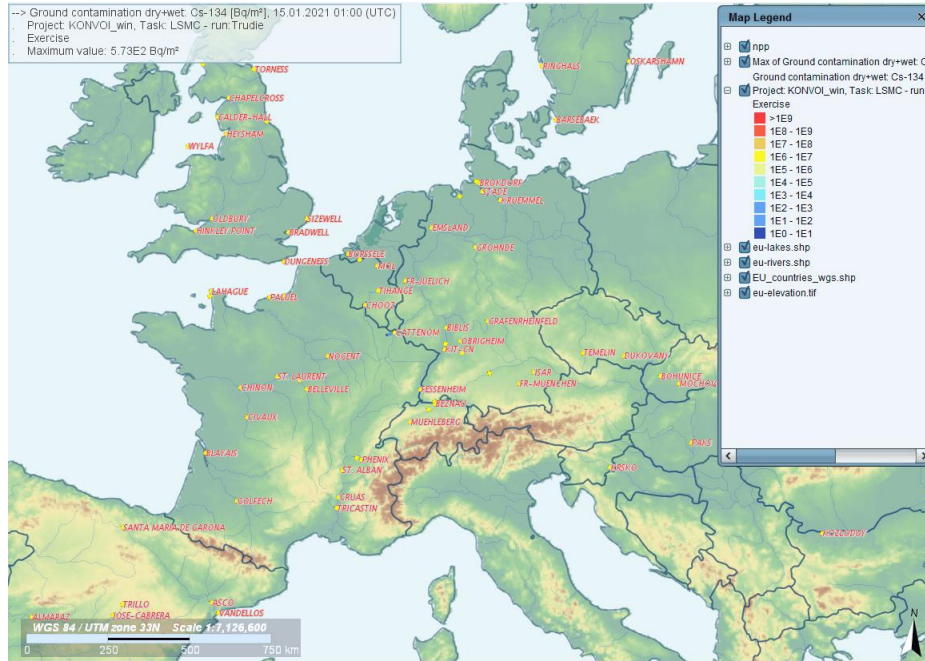 --> Ground contamination dry+wet: Cs-134 [Bq/m²], 15.01.2021 01:00 (UTC)
. Project: KONVOI_win, Task: LSMC - run:Trudie
. Exercise
. Maximum value: 5.73E2 Bq/m²
Map Legend
npp
Max of Ground contamination dry+wet: C
Ground contamination dry+wet: Cs-134
Project: KONVOI_win, Task: LSMC - run
Exercise
>1E9
1E8 - 1E9
1E7 - 1E8
1E6 - 1E7
1E5 - 1E6
1E4 - 1E5
1E3 - 1E4
1E2 - 1E3
1E1 - 1E2
1E0 - 1E1
eu-lakes.shp
eu-rivers.shp
EU_countries_wgs.shp
eu-elevation.tif
TORNESS
RINGHALS
OSKARSHAMN
CHAPELCROSS
CALDER-HALL
BARSEBAEK
HEYSHAM
WYLFA
BROKDORF
STADE
KRUEMMEL
OLDBURY
SIZEWELL
EMSLAND
HINKLEY POINT
BRADWELL
GROHNDE
BORSSELE
DUNGENESS
MOL
FR-JUELICH
LAHAGUE
PALUEL
TIHANGE
CHOOZ
GRAFENRHEINFELD
CATTENOM
BIBLIS
OBRIGHEIM
KIT-CN
NOGENT
TEMELIN
DUKOVANY
ST. LAURENT
ISAR
BOHUNICE
CHINON
BELLEVILLE
FESSENHEIM
FR-MUENCHEN
MOCHOV
BEZNAU
CIVAUX
MUEHLEBERG
PAKS
BLAYAIS
PHENIX
ST. ALBAN
KRSKO
GOLFECH
CRUAS
TRICASTIN
SANTA MARIA DE GARONA
KOZLODUY
TRILLO
ASCO
ALMARAZ
JOSE-CABRERA
VANDELLOS
WGS 84 / UTM zone 33N Scale 1:7,126,600
0 250 500 750 km
N